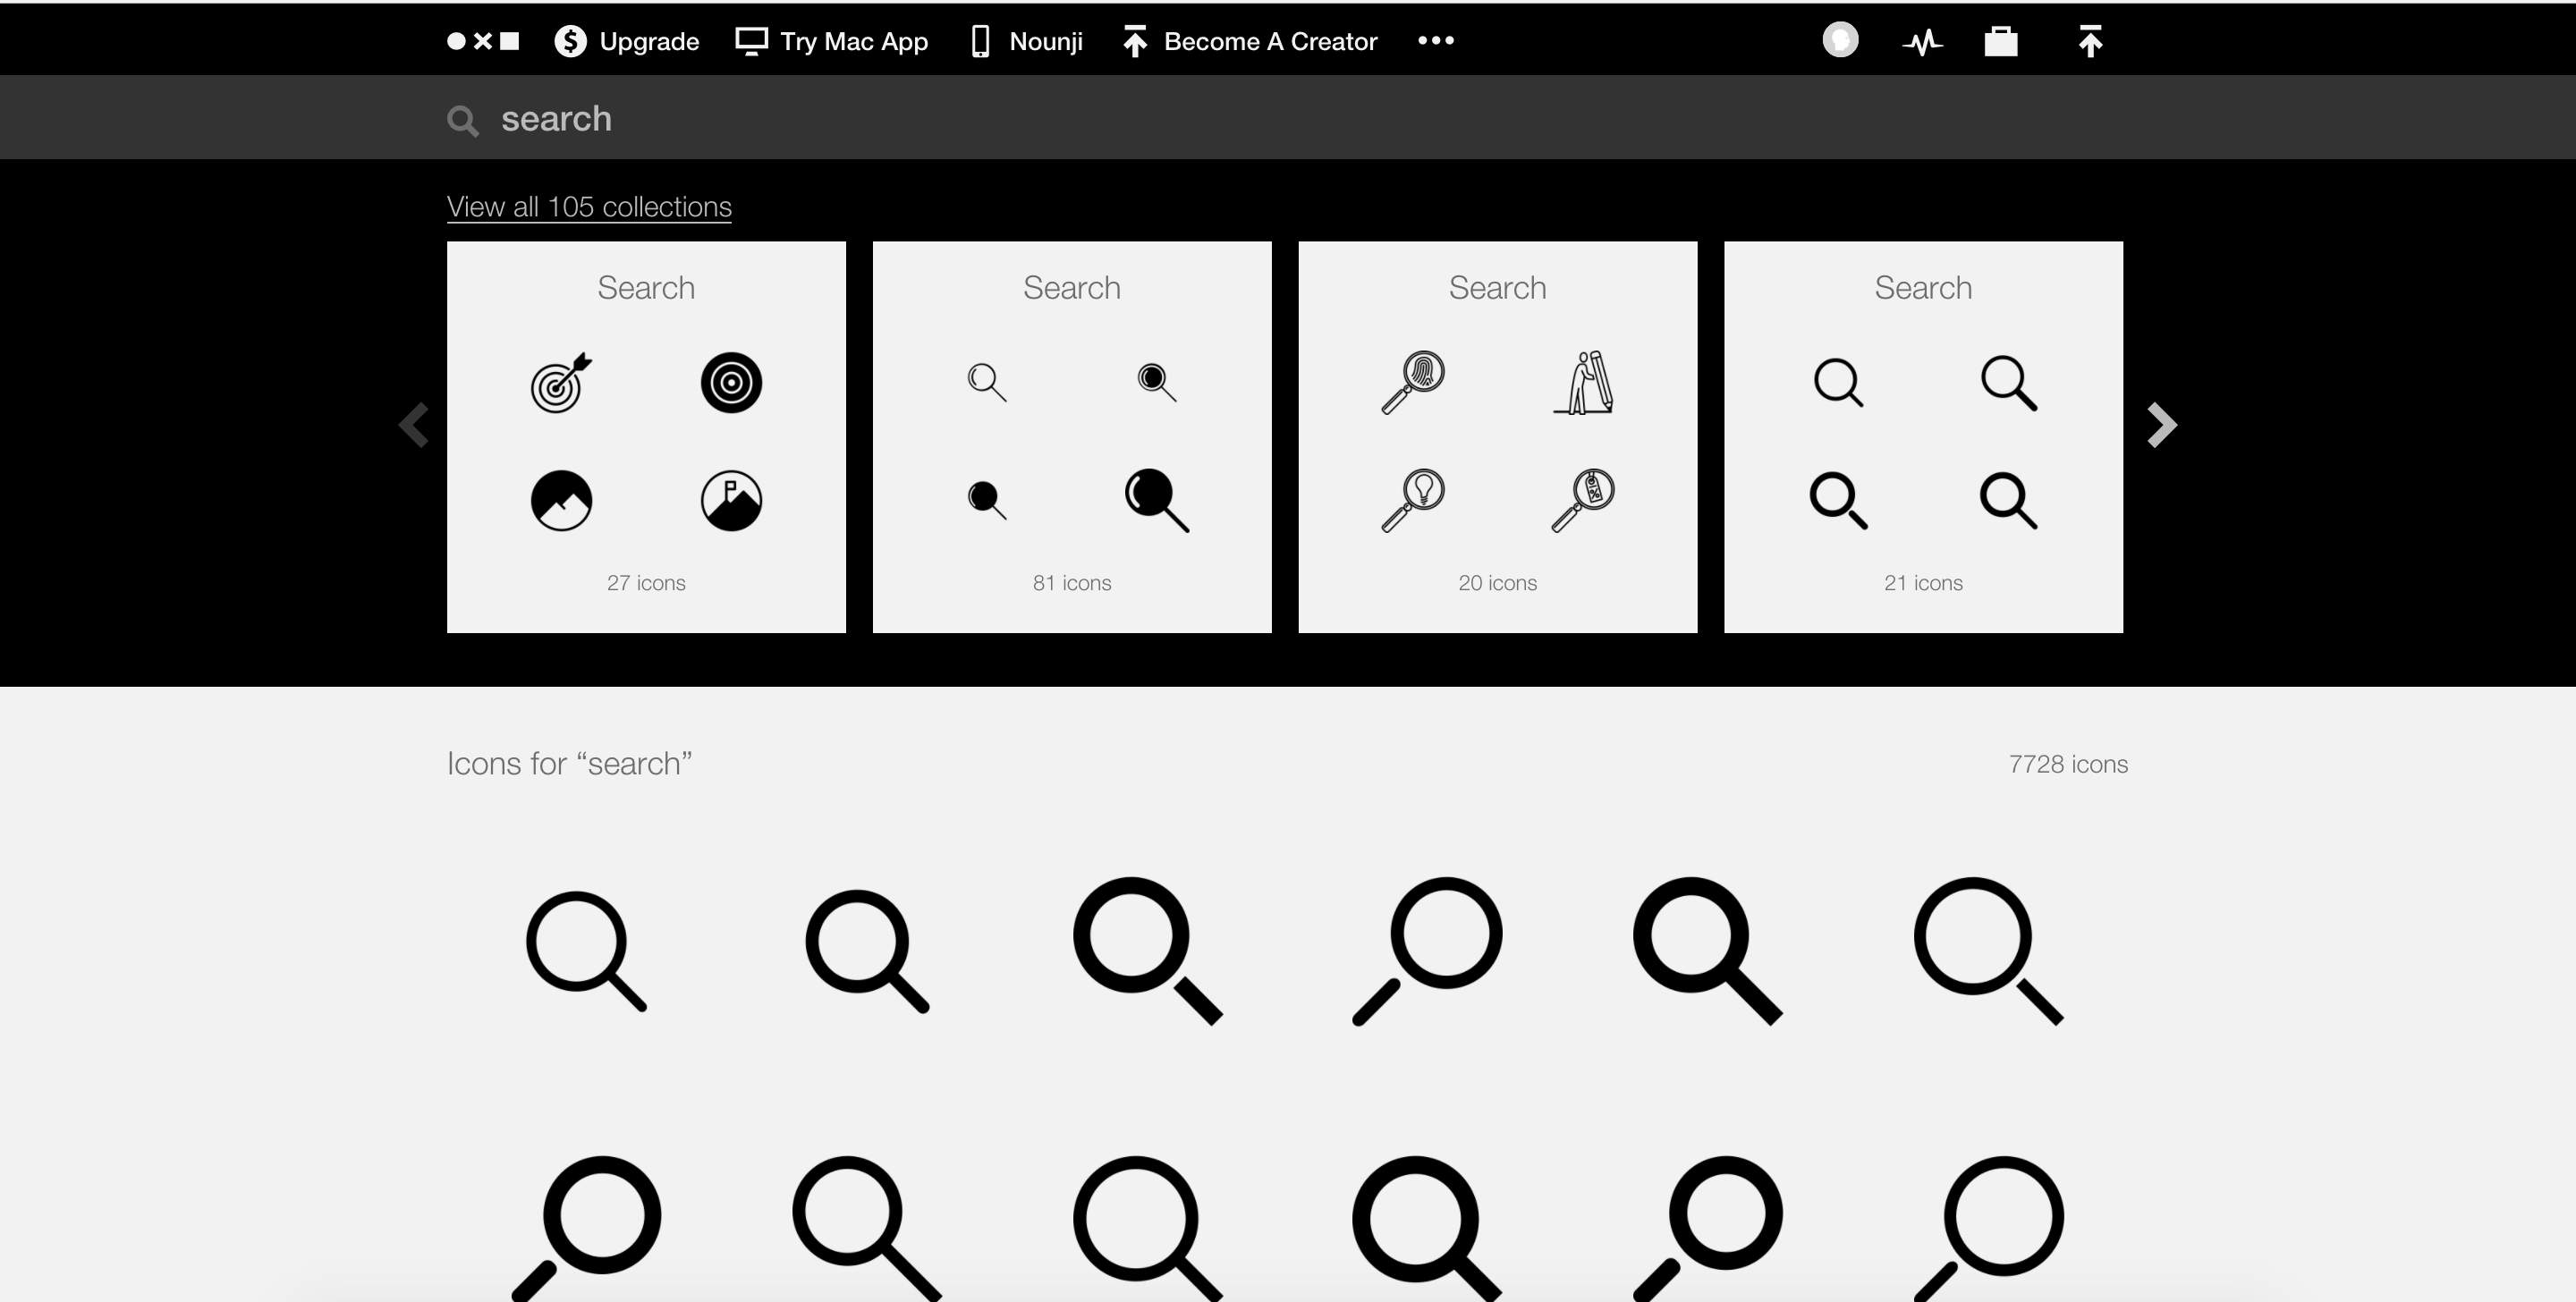 Upgrade Try Mac App Nounji Become A Creator
search
View all 105 collections
Search
27 icons
Search
81 icons
Search
20 icons
Search
21 icons
Icons for “search”
7728 icons